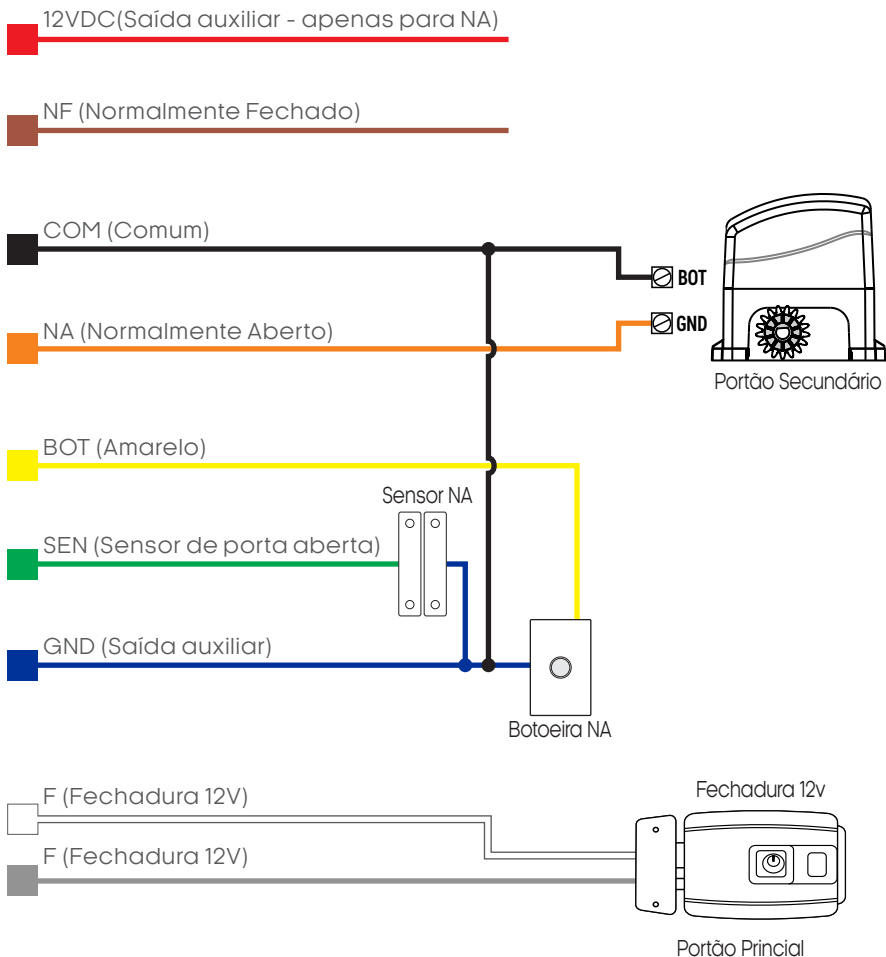 12VDC(Saída auxiliar - apenas para NA)
NF (Normalmente Fechado)
COM (Comum)
BOT
NA (Normalmente Aberto)
GND
Portão Secundário
BOT (Amarelo)
Sensor NA
SEN (Sensor de porta aberta)
GND (Saída auxiliar)
Botoeira NA
F (Fechadura 12V)
Fechadura 12v
F (Fechadura 12V)
Portão Princial